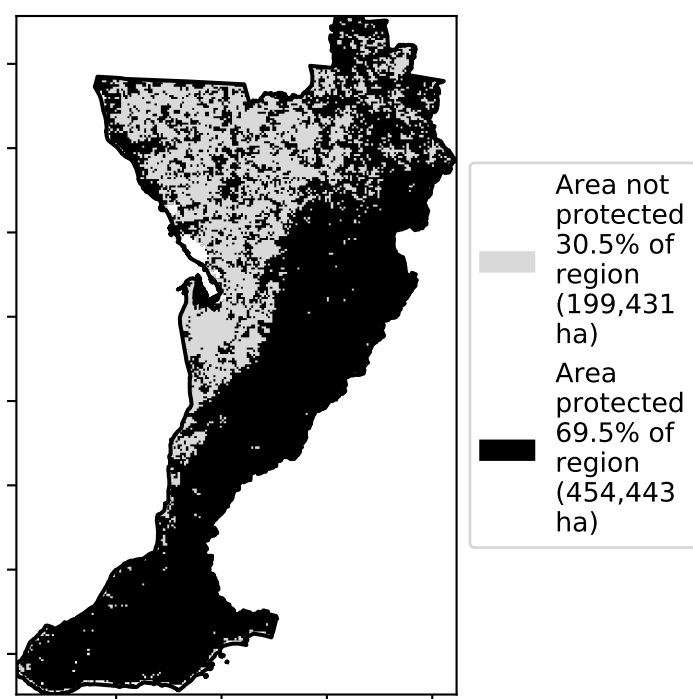 Area not
protected
30.5% of
region
(199,431
ha)
Area
protected
69.5% of
region
(454,443
ha)